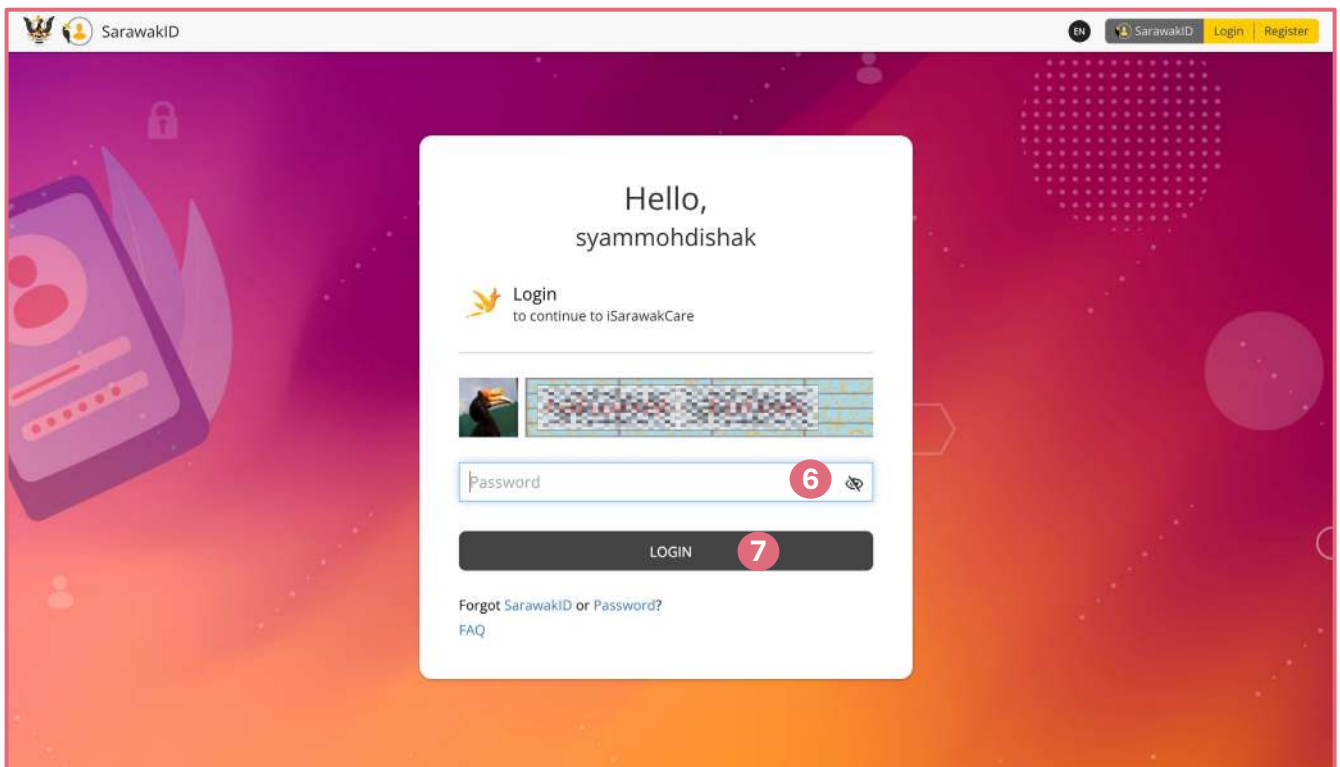 SarawakID
EN
SarawakID Login Register
Hello,
syammohdishak
Login
to continue to iSarawakCare
Password
6
LOGIN
7
Forgot SarawakID or Password?
FAQ